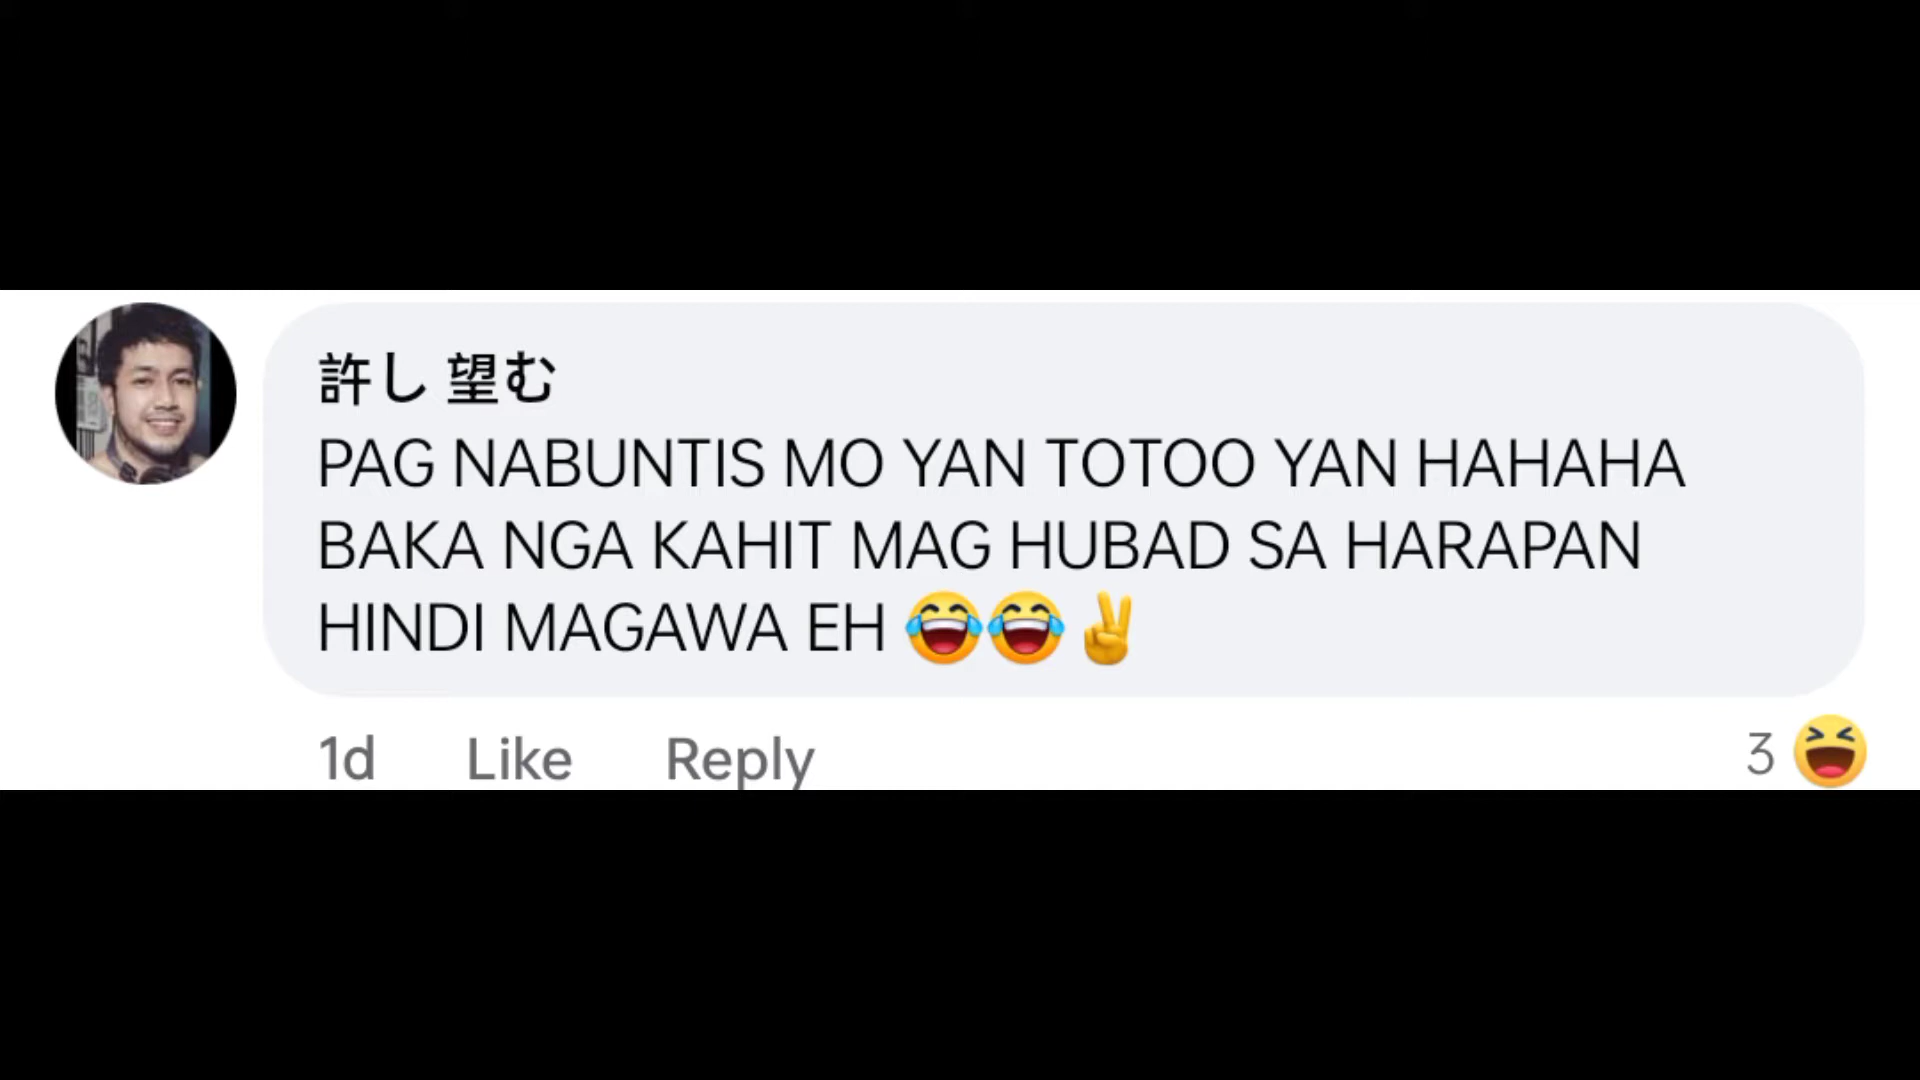 許し 望む
PAG NABUNTIS MO YAN TOTOO YAN HAHAHA
BAKA NGA KAHIT MAG HUBAD SA HARAPAN
HINDI MAGAWA EH 😂😂✌️
1d Like Reply 3 😆